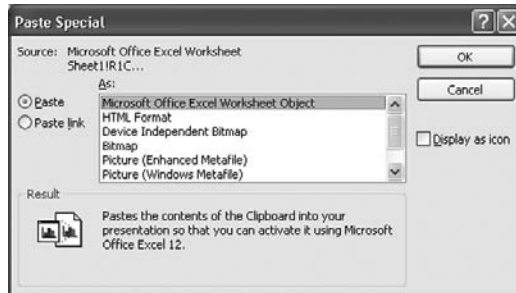 Paste Special
Source: Microsoft Office Excel Worksheet
Sheet1!R1C...
OK
Cancel
As:
Paste
Paste link
Microsoft Office Excel Worksheet Object
HTML Format
Device Independent Bitmap
Bitmap
Picture (Enhanced Metafile)
Picture (Windows Metafile)
Display as icon
Result
Pastes the contents of the Clipboard into your
presentation so that you can activate it using Microsoft
Office Excel 12.